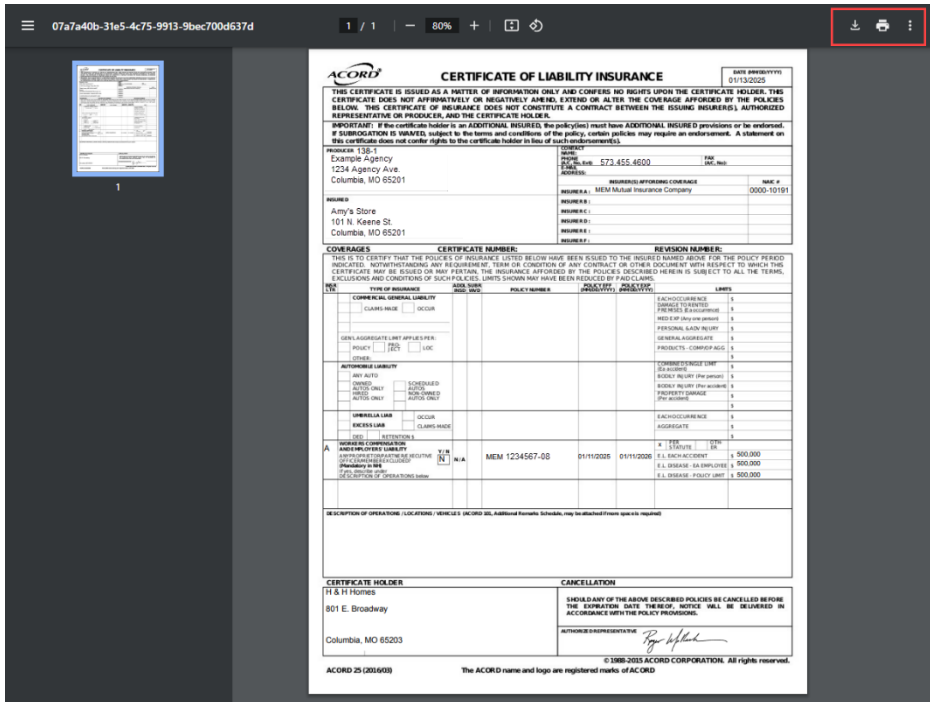 07a7a40b-31e5-4c75-9913-9bec700d637d
1 / 1
80%
1
ACORD®
CERTIFICATE OF LIABILITY INSURANCE
DATE (MM/DD/YYYY)
01/13/2025
THIS CERTIFICATE IS ISSUED AS A MATTER OF INFORMATION ONLY AND CONFERS NO RIGHTS UPON THE CERTIFICATE HOLDER. THIS
CERTIFICATE DOES NOT AFFIRMATIVELY OR NEGATIVELY AMEND, EXTEND OR ALTER THE COVERAGE AFFORDED BY THE POLICIES
BELOW. THIS CERTIFICATE OF INSURANCE DOES NOT CONSTITUTE A CONTRACT BETWEEN THE ISSUING INSURER(S), AUTHORIZED
REPRESENTATIVE OR PRODUCER, AND THE CERTIFICATE HOLDER.
IMPORTANT: If the certificate holder is an ADDITIONAL INSURED, the policy(ies) must have ADDITIONAL INSURED provisions or be endorsed.
If SUBROGATION IS WAIVED, subject to the terms and conditions of the policy, certain policies may require an endorsement. A statement on
this certificate does not confer rights to the certificate holder in lieu of such endorsement(s).
PRODUCER 138-1
Example Agency
1234 Agency Ave.
Columbia, MO 65201
CONTACT
NAME:
PHONE
(A/C, No, Ext): 573.455.4600
FAX
(A/C, No):
E-MAIL
ADDRESS:
INSURER(S) AFFORDING COVERAGE NAIC #
INSURER A : MEM Mutual Insurance Company 0000-10191
INSURED
Amy's Store
101 N. Keene St.
Columbia, MO 65201
INSURER B :
INSURER C :
INSURER D :
INSURER E :
INSURER F :
COVERAGES CERTIFICATE NUMBER: REVISION NUMBER:
THIS IS TO CERTIFY THAT THE POLICIES OF INSURANCE LISTED BELOW HAVE BEEN ISSUED TO THE INSURED NAMED ABOVE FOR THE POLICY PERIOD
INDICATED. NOTWITHSTANDING ANY REQUIREMENT, TERM OR CONDITION OF ANY CONTRACT OR OTHER DOCUMENT WITH RESPECT TO WHICH THIS
CERTIFICATE MAY BE ISSUED OR MAY PERTAIN, THE INSURANCE AFFORDED BY THE POLICIES DESCRIBED HEREIN IS SUBJECT TO ALL THE TERMS,
EXCLUSIONS AND CONDITIONS OF SUCH POLICIES. LIMITS SHOWN MAY HAVE BEEN REDUCED BY PAID CLAIMS.
INSR LTR TYPE OF INSURANCE ADDL INSD SUBR WVD POLICY NUMBER POLICY EFF (MM/DD/YYYY) POLICY EXP (MM/DD/YYYY) LIMITS
COMMERCIAL GENERAL LIABILITY
CLAIMS-MADE OCCUR
GEN'L AGGREGATE LIMIT APPLIES PER:
POLICY PROJECT LOC
OTHER:
EACH OCCURRENCE $
DAMAGE TO RENTED
PREMISES (Ea occurrence) $
MED EXP (Any one person) $
PERSONAL & ADV INJURY $
GENERAL AGGREGATE $
PRODUCTS - COMP/OP AGG $
$
AUTOMOBILE LIABILITY
ANY AUTO
OWNED
AUTOS ONLY
SCHEDULED
AUTOS
HIRED
AUTOS ONLY
NON-OWNED
AUTOS ONLY
COMBINED SINGLE LIMIT
(Ea accident) $
BODILY INJURY (Per person) $
BODILY INJURY (Per accident) $
PROPERTY DAMAGE
(Per accident) $
$
UMBRELLA LIAB OCCUR
EXCESS LIAB CLAIMS-MADE
DED RETENTION $
EACH OCCURRENCE $
AGGREGATE $
$
A WORKERS COMPENSATION
AND EMPLOYERS' LIABILITY Y / N
ANY PROPRIETOR/PARTNER/EXECUTIVE
OFFICER/MEMBER EXCLUDED? N N / A
(Mandatory in NH)
If yes, describe under
DESCRIPTION OF OPERATIONS below
MEM 1234567-08 01/11/2025 01/11/2026
X PER STATUTE OTH-ER
E.L. EACH ACCIDENT $ 500,000
E.L. DISEASE - EA EMPLOYEE $ 500,000
E.L. DISEASE - POLICY LIMIT $ 500,000
DESCRIPTION OF OPERATIONS / LOCATIONS / VEHICLES (ACORD 101, Additional Remarks Schedule, may be attached if more space is required)
CERTIFICATE HOLDER
H & H Homes
801 E. Broadway
Columbia, MO 65203
CANCELLATION
SHOULD ANY OF THE ABOVE DESCRIBED POLICIES BE CANCELLED BEFORE
THE EXPIRATION DATE THEREOF, NOTICE WILL BE DELIVERED IN
ACCORDANCE WITH THE POLICY PROVISIONS.
AUTHORIZED REPRESENTATIVE
© 1988-2015 ACORD CORPORATION. All rights reserved.
ACORD 25 (2016/03) The ACORD name and logo are registered marks of ACORD